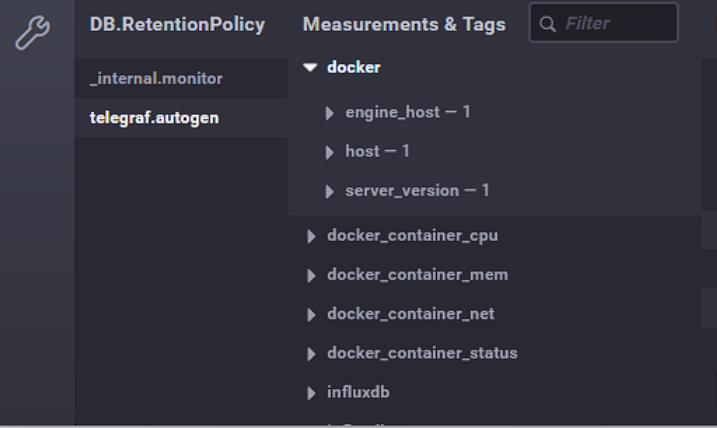 DB.RetentionPolicy
_internal.monitor
telegraf.autogen
Measurements & Tags
Filter
docker
engine_host — 1
host — 1
server_version — 1
docker_container_cpu
docker_container_mem
docker_container_net
docker_container_status
influxdb